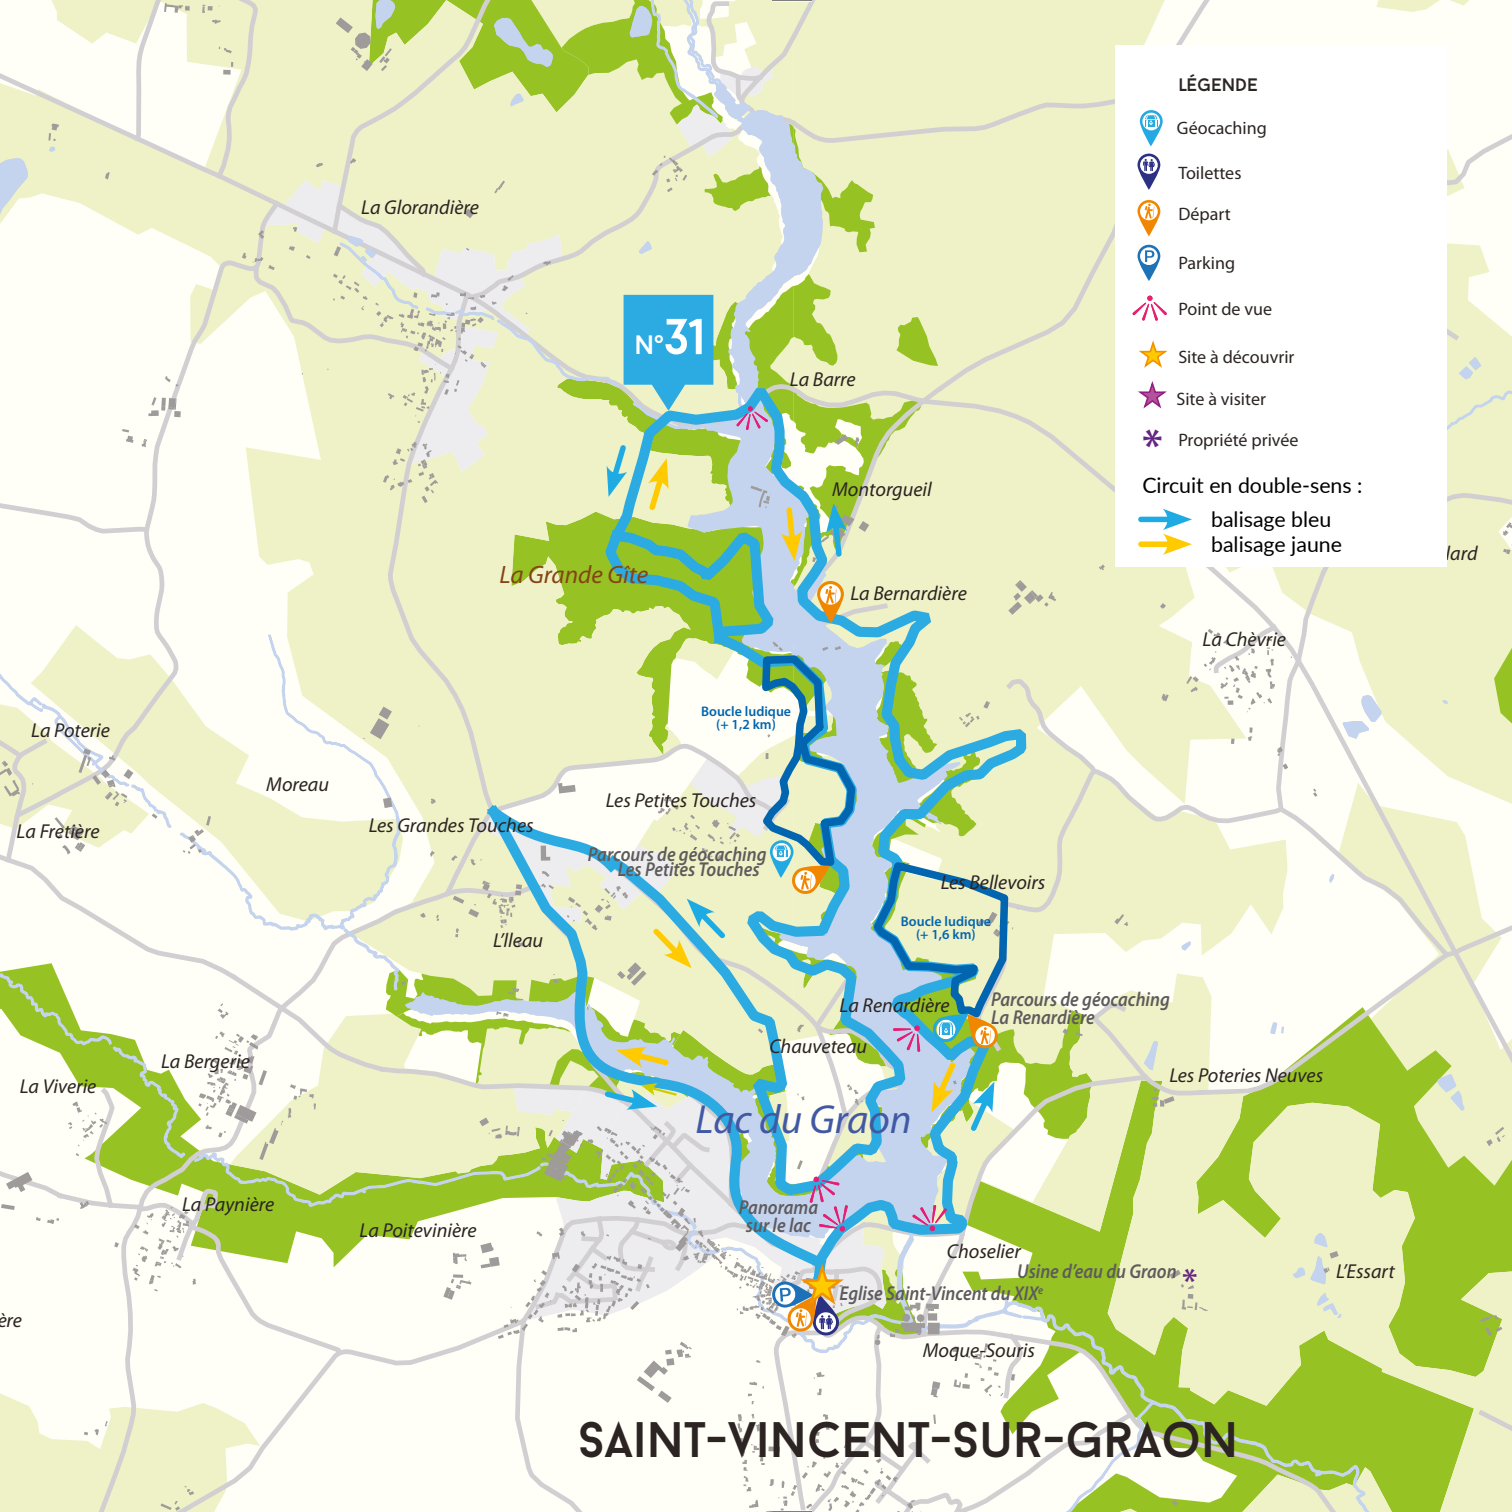 LÉGENDE
Géocaching
Toilettes
Départ
P
Parking
Point de vue
Site à découvrir
Site à visiter
Propriété privée
Circuit en double-sens :
balisage bleu
balisage jaune
La Glorandière
N°31
La Barre
Montorgueil
lard
La Grande Gîte
La Bernardière
La Chèvrie
Boucle ludique
(+ 1,2 km)
La Poterie
Moreau
Les Petites Touches
La Fretière
Les Grandes Touches
Parcours de géocaching
Les Petites Touches
Les Bellevoirs
Boucle ludique
(+ 1,6 km)
L'Ileau
La Renardière
Parcours de géocaching
La Renardière
Chauveteau
La Bergerie
La Viverie
Les Poteries Neuves
Lac du Graon
La Paynière
La Poitevinière
Panorama
sur le lac
Choselier
Usine d'eau du Graon
L'Essart
P
Eglise Saint-Vincent du XIXe
ère
Moque-Souris
SAINT-VINCENT-SUR-GRAON